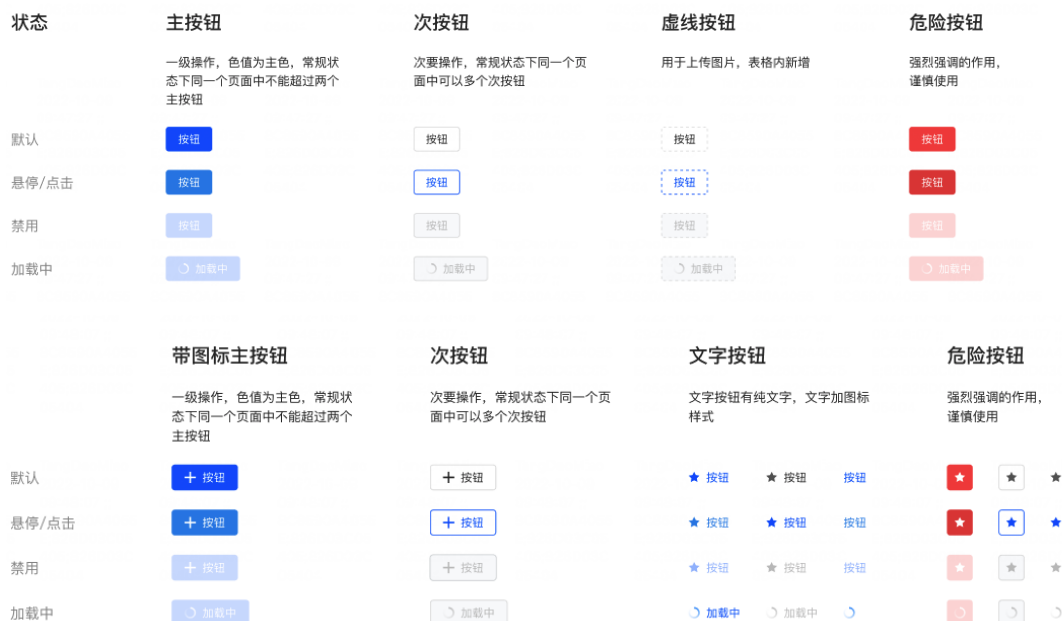 状态
主按钮
次按钮
虚线按钮
危险按钮
一级操作，色值为主色，常规状
态下同一个页面中不能超过两个
主按钮
次要操作，常规状态下同一个页
面中可以多个次按钮
用于上传图片，表格内新增
强烈强调的作用，
谨慎使用
默认
按钮
按钮
按钮
按钮
悬停/点击
按钮
按钮
按钮
按钮
禁用
按钮
按钮
按钮
按钮
加载中
加载中
加载中
加载中
加载中
带图标主按钮
次按钮
文字按钮
危险按钮
一级操作，色值为主色，常规状
态下同一个页面中不能超过两个
主按钮
次要操作，常规状态下同一个页
面中可以多个次按钮
文字按钮有纯文字，文字加图标
样式
强烈强调的作用，
谨慎使用
默认
按钮
按钮
按钮
按钮
按钮
悬停/点击
按钮
按钮
按钮
按钮
按钮
禁用
按钮
按钮
按钮
按钮
按钮
加载中
加载中
加载中
加载中
加载中